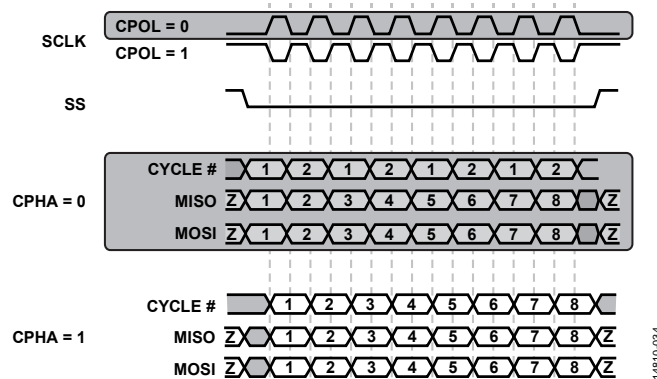 SCLK
CPOL = 0
CPOL = 1
SS
CPHA = 0
CYCLE # 1 2 1 2 1 2 1 2
MISO Z 1 2 3 4 5 6 7 8 Z
MOSI Z 1 2 3 4 5 6 7 8 Z
CPHA = 1
CYCLE # 1 2 3 4 5 6 7 8
MISO Z 1 2 3 4 5 6 7 8 Z
MOSI Z 1 2 3 4 5 6 7 8 Z
14810-034